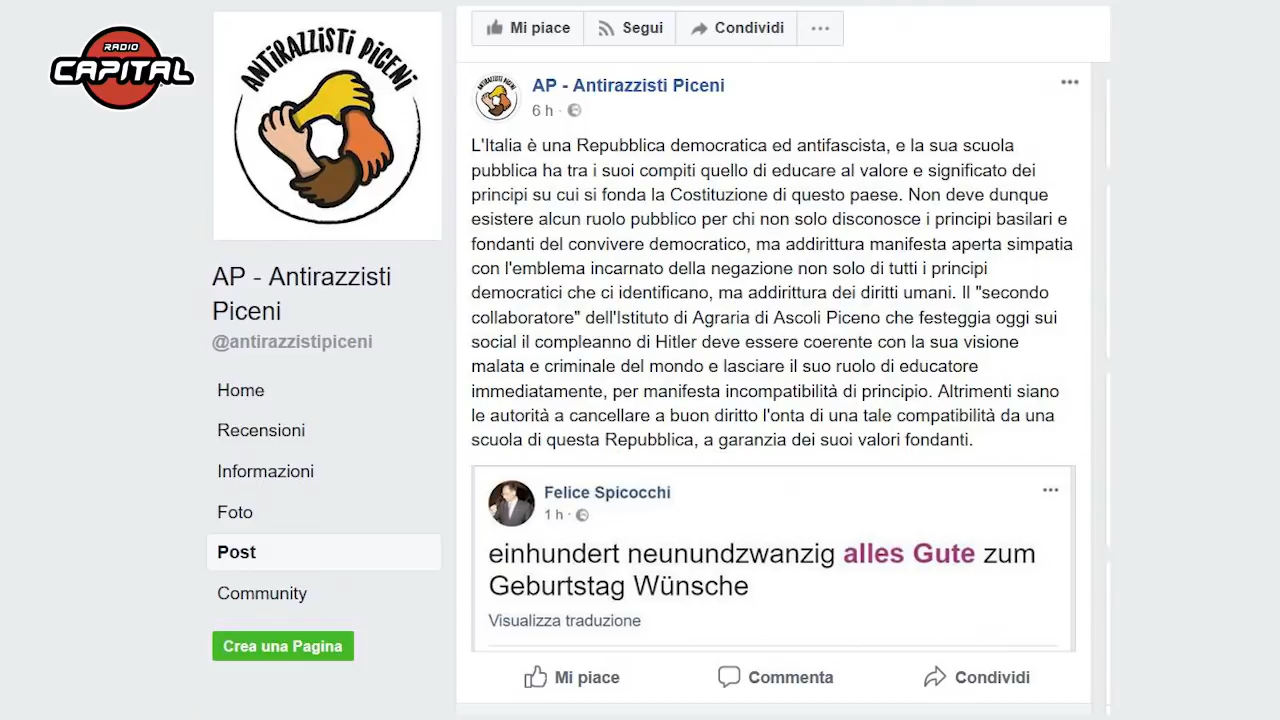 RADIO
CAPITAL
ANTIRAZZISTI PICENI
AP - Antirazzisti
Piceni
@antirazzistipiceni
Home
Recensioni
Informazioni
Foto
Post
Community
Crea una Pagina
Mi piace
Segui
Condividi
ANTIRAZZISTI PICENI
AP - Antirazzisti Piceni
6 h
L'Italia è una Repubblica democratica ed antifascista, e la sua scuola
pubblica ha tra i suoi compiti quello di educare al valore e significato dei
principi su cui si fonda la Costituzione di questo paese. Non deve dunque
esistere alcun ruolo pubblico per chi non solo disconosce i principi basilari e
fondanti del convivere democratico, ma addirittura manifesta aperta simpatia
con l'emblema incarnato della negazione non solo di tutti i principi
democratici che ci identificano, ma addirittura dei diritti umani. Il "secondo
collaboratore" dell'Istituto di Agraria di Ascoli Piceno che festeggia oggi sui
social il compleanno di Hitler deve essere coerente con la sua visione
malata e criminale del mondo e lasciare il suo ruolo di educatore
immediatamente, per manifesta incompatibilità di principio. Altrimenti siano
le autorità a cancellare a buon diritto l'onta di una tale compatibilità da una
scuola di questa Repubblica, a garanzia dei suoi valori fondanti.
Felice Spicocchi
1 h
einhundert neunundzwanzig alles Gute zum
Geburtstag Wünsche
Visualizza traduzione
Mi piace
Commenta
Condividi